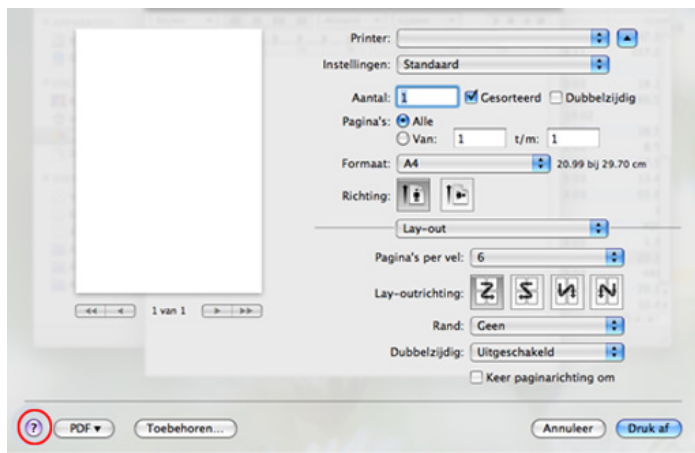 Printer:
Instellingen: Standaard
Aantal: 1 Gesorteerd Dubbelzijdig
Pagina's: Alle
Van: 1 t/m: 1
Formaat: A4 20.99 bij 29.70 cm
Richting:
Lay-out
Pagina's per vel: 6
Lay-outrichting:
1 van 1
Rand: Geen
Dubbelzijdig: Uitgeschakeld
Keer paginarichting om
? PDF▾ Toebehoren... Annuleer Druk af